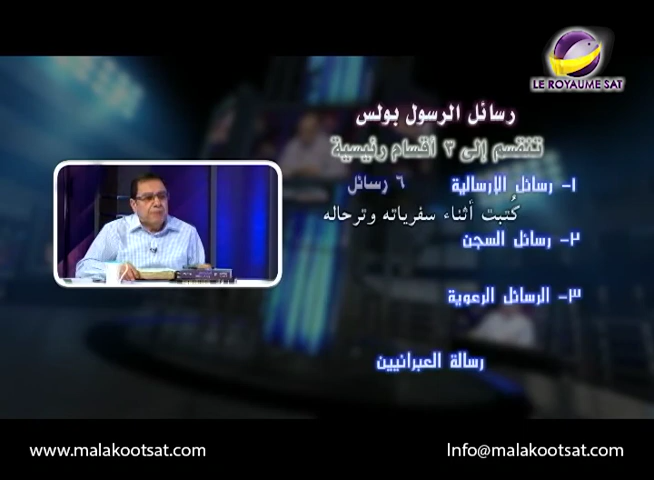 LE ROYAUME SAT
رسائل الرسول بولس
تنقسم إلى ٣ أقسام رئيسية
١- رسائل الإرسالية ٦ رسائل
كُتبت أثناء سفرياته وترحاله
٢- رسائل السجن
٣- الرسائل الرعوية
رسالة العبرانيين
www.malakootsat.com
Info@malakootsat.com